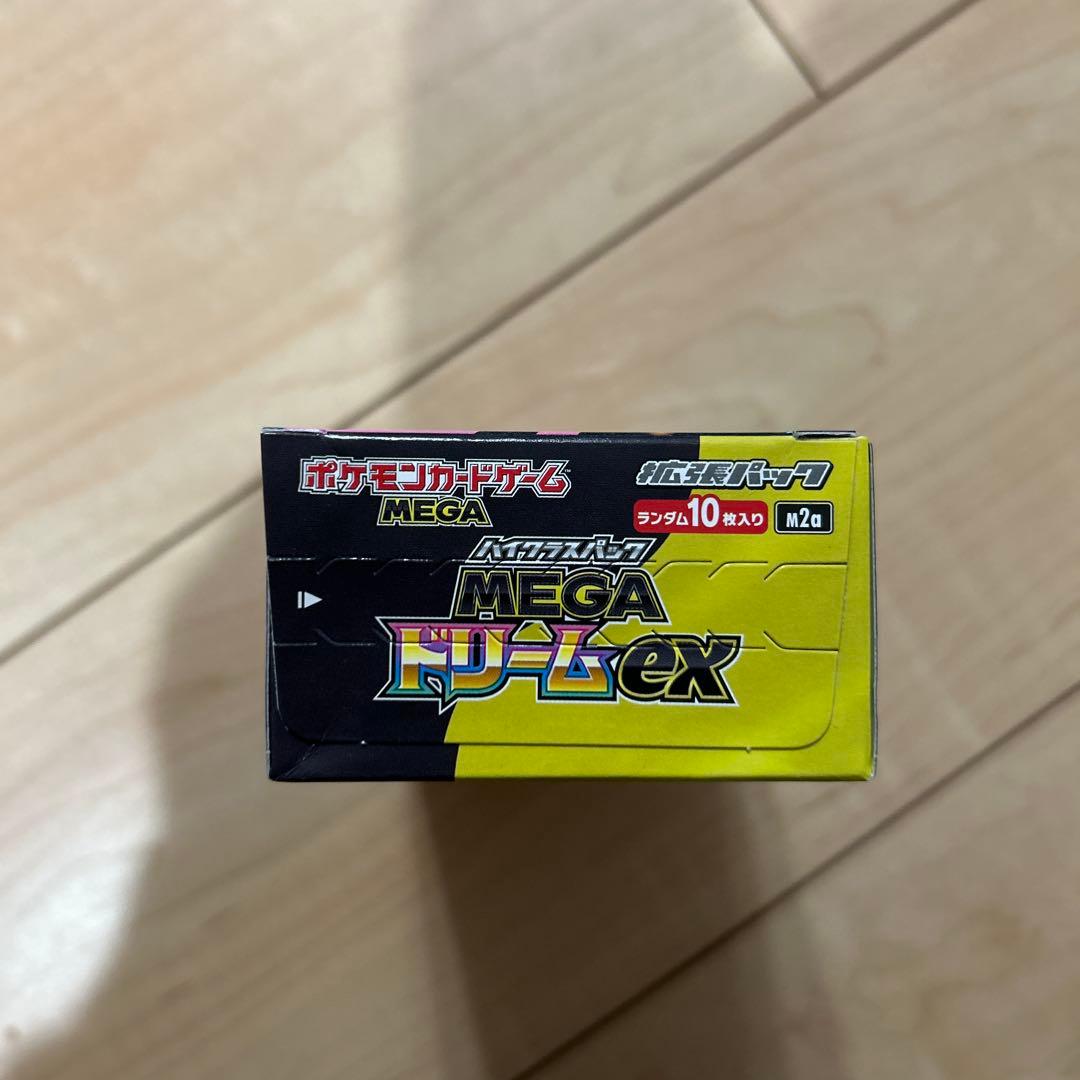 ポケモンカードゲーム
MEGA
拡張パック
ランダム10枚入り M2a
ハイクラスパック
MEGA
ドリームex